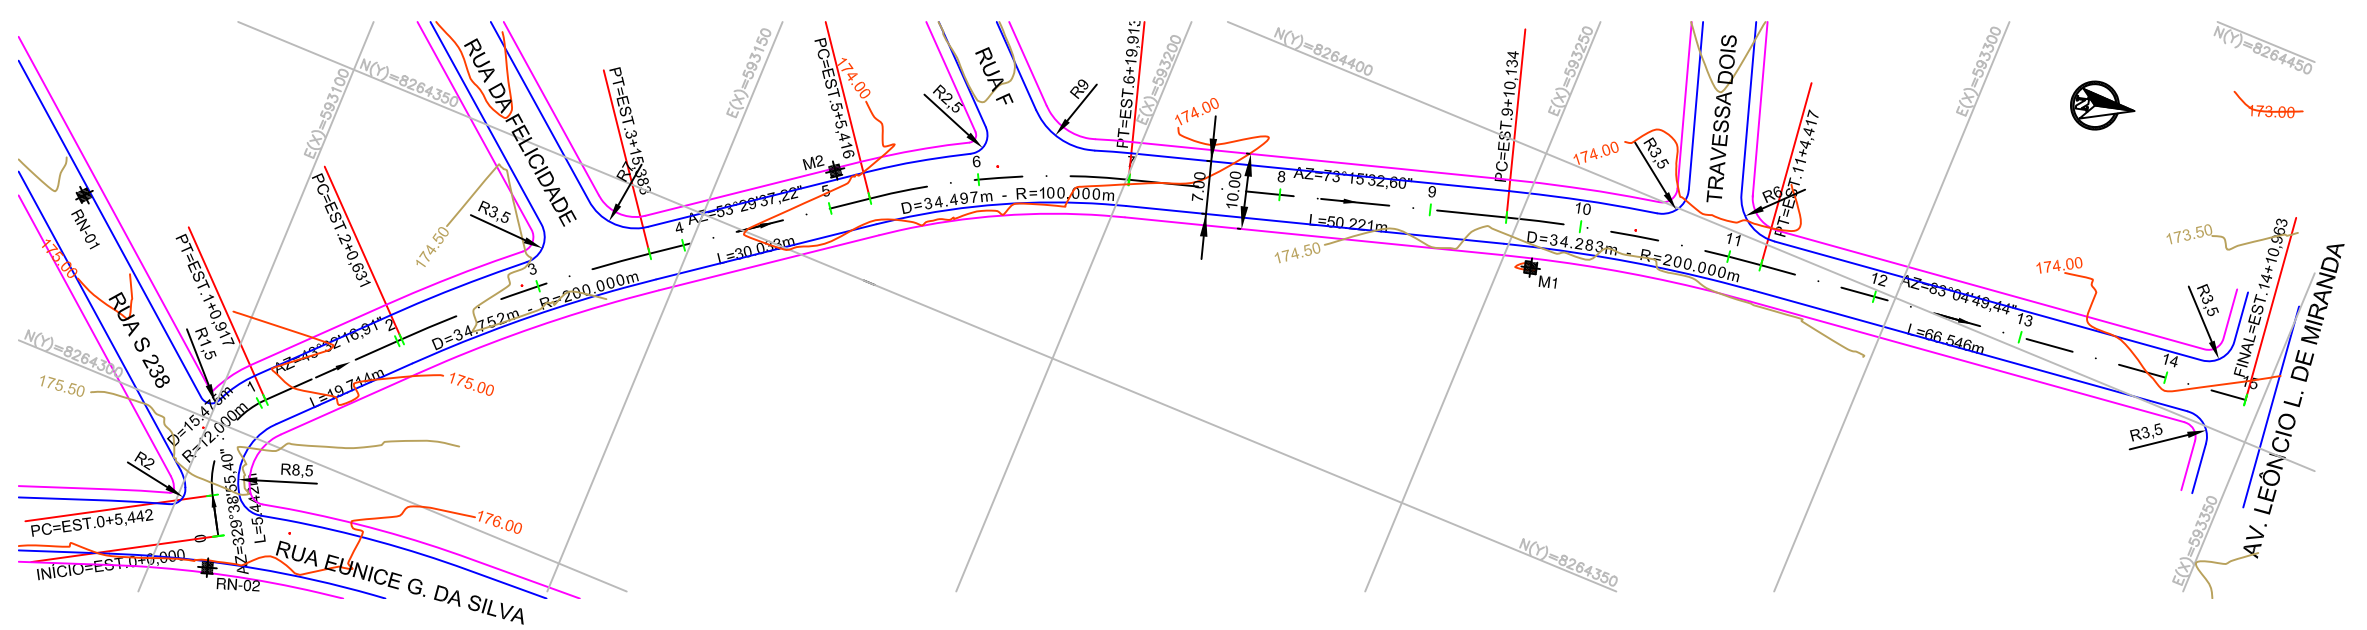 RUA DA FELICIDADE
RUA F
TRAVESSA DOIS
RUA S 238
RUA EUNICE G. DA SILVA
AV. LEÔNCIO L. DE MIRANDA
N(Y)=8264350
E(X)=593100
E(X)=593150
E(X)=593200
N(Y)=8264400
E(X)=593250
E(X)=593300
N(Y)=8264450
N(Y)=8264300
N(Y)=8264350
E(X)=593350
INÍCIO=EST.0+0,000
PC=EST.0+5,442
PT=EST.1+0,917
PC=EST.2+0,631
PT=EST.3+15,383
PC=EST.5+5,416
PT=EST.6+19,913
PC=EST.9+10,134
PT=EST.11+4,417
FINAL=EST.14+10,963
AZ=329°38'55,40"
L=5.442m
R=12.000m
AZ=43°32'16,91"
L=19.714m
D=34.752m - R=200.000m
AZ=53°29'37,22"
D=34.497m - R=100.000m
AZ=73°15'32,60"
L=50.221m
D=34.283m - R=200.000m
AZ=83°04'49,44"
L=66.546m
RN-01
RN-02
M1
M2
N
R1,5
R2
R8,5
R3,5
R2,5
R9
R3,5
R6
R3,5
R3,5
7.00
10.00
0
1
2
3
4
5
6
7
8
9
10
11
12
13
14
15
175.00
175.50
174.50
174.00
174.00
174.00
174.50
175.00
176.00
173.00
173.50
174.00